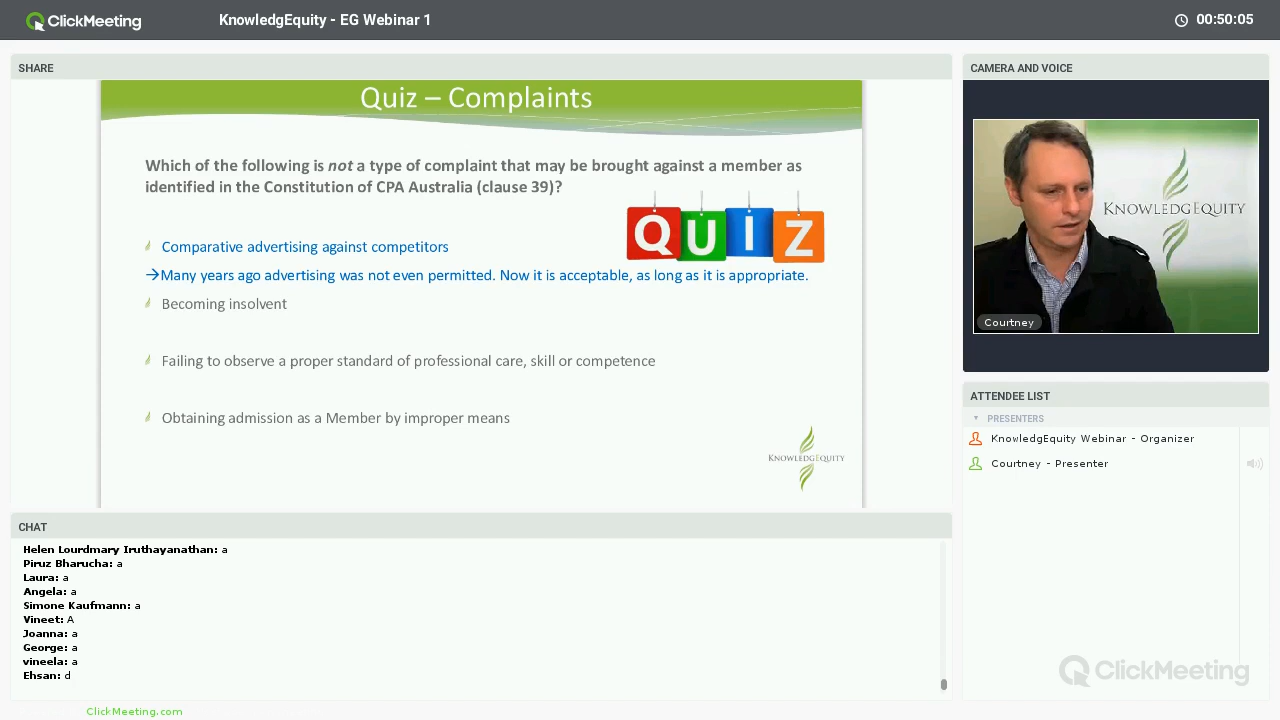 ClickMeeting
KnowledgEquity - EG Webinar 1
00:50:05
SHARE
Quiz – Complaints
Which of the following is not a type of complaint that may be brought against a member as
identified in the Constitution of CPA Australia (clause 39)?
QUIZ
Comparative advertising against competitors
→Many years ago advertising was not even permitted. Now it is acceptable, as long as it is appropriate.
Becoming insolvent
Failing to observe a proper standard of professional care, skill or competence
Obtaining admission as a Member by improper means
KNOWLEDGEQUITY
CAMERA AND VOICE
KNOWLEDGEQUITY
Courtney
ATTENDEE LIST
PRESENTERS
KnowledgEquity Webinar - Organizer
Courtney - Presenter
CHAT
Helen Lourdmary Iruthayanathan: a
Piruz Bharucha: a
Laura: a
Angela: a
Simone Kaufmann: a
Vineet: A
Joanna: a
George: a
vineela: a
Ehsan: d
ClickMeeting
ClickMeeting.com